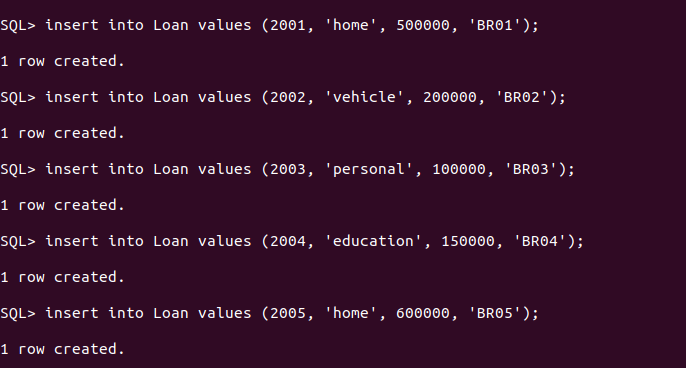 SQL> insert into Loan values (2001, 'home', 500000, 'BR01');
1 row created.
SQL> insert into Loan values (2002, 'vehicle', 200000, 'BR02');
1 row created.
SQL> insert into Loan values (2003, 'personal', 100000, 'BR03');
1 row created.
SQL> insert into Loan values (2004, 'education', 150000, 'BR04');
1 row created.
SQL> insert into Loan values (2005, 'home', 600000, 'BR05');
1 row created.